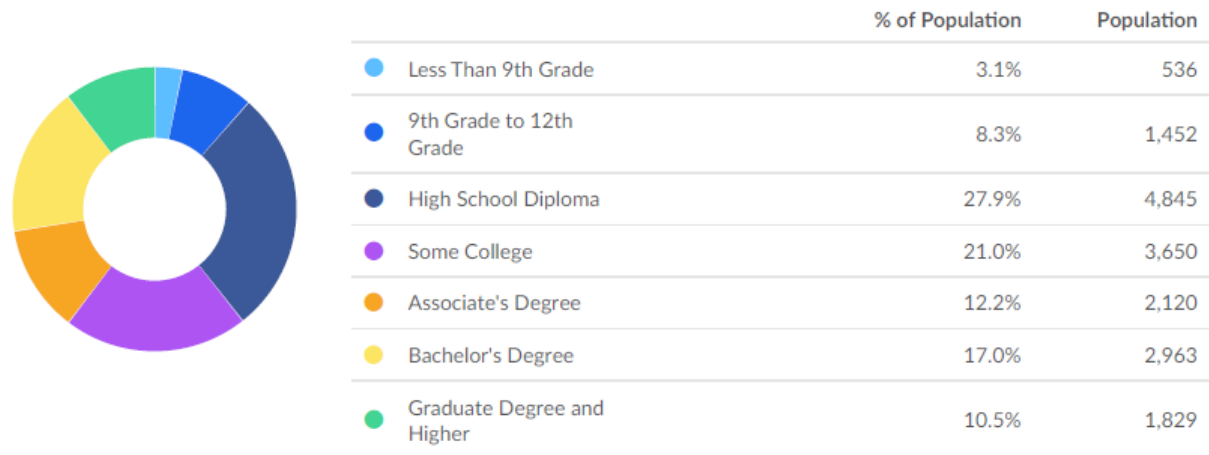 % of Population Population
Less Than 9th Grade 3.1% 536
9th Grade to 12th
Grade 8.3% 1,452
High School Diploma 27.9% 4,845
Some College 21.0% 3,650
Associate's Degree 12.2% 2,120
Bachelor's Degree 17.0% 2,963
Graduate Degree and
Higher 10.5% 1,829